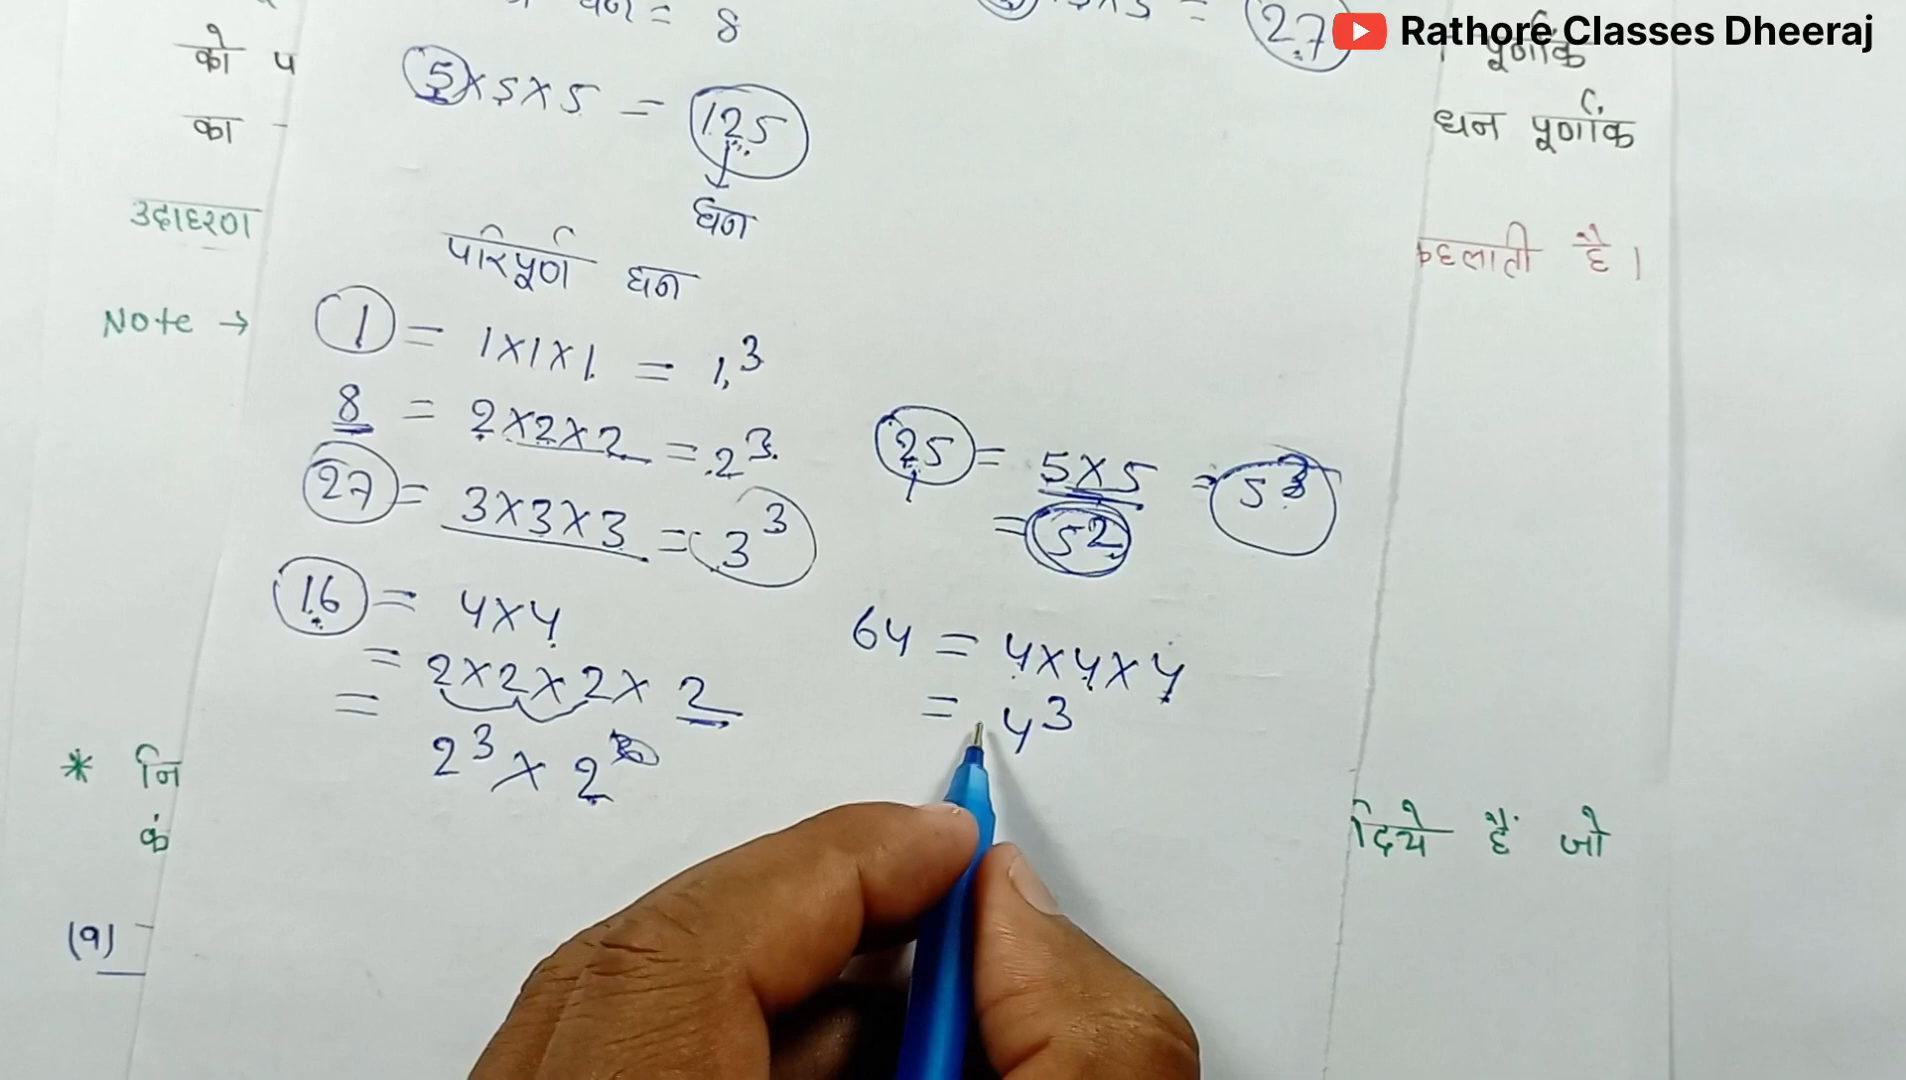 Rathore Classes Dheeraj
घन = 8
= 27
को प
पूर्णांक
5×5×5 = 125
का
घन पूर्णांक
घन
उदाहरण
कहलाती है।
परिपूर्ण घन
Note →
1 = 1×1×1 = 1³
8 = 2×2×2 = 2³
25 = 5×5 = 5³
= 5²
27 = 3×3×3 = 3³
16 = 4×4
= 2×2×2×2
= 2³×2
64 = 4×4×4
= 4³
* नि
दिये हैं जो
कं
(9)